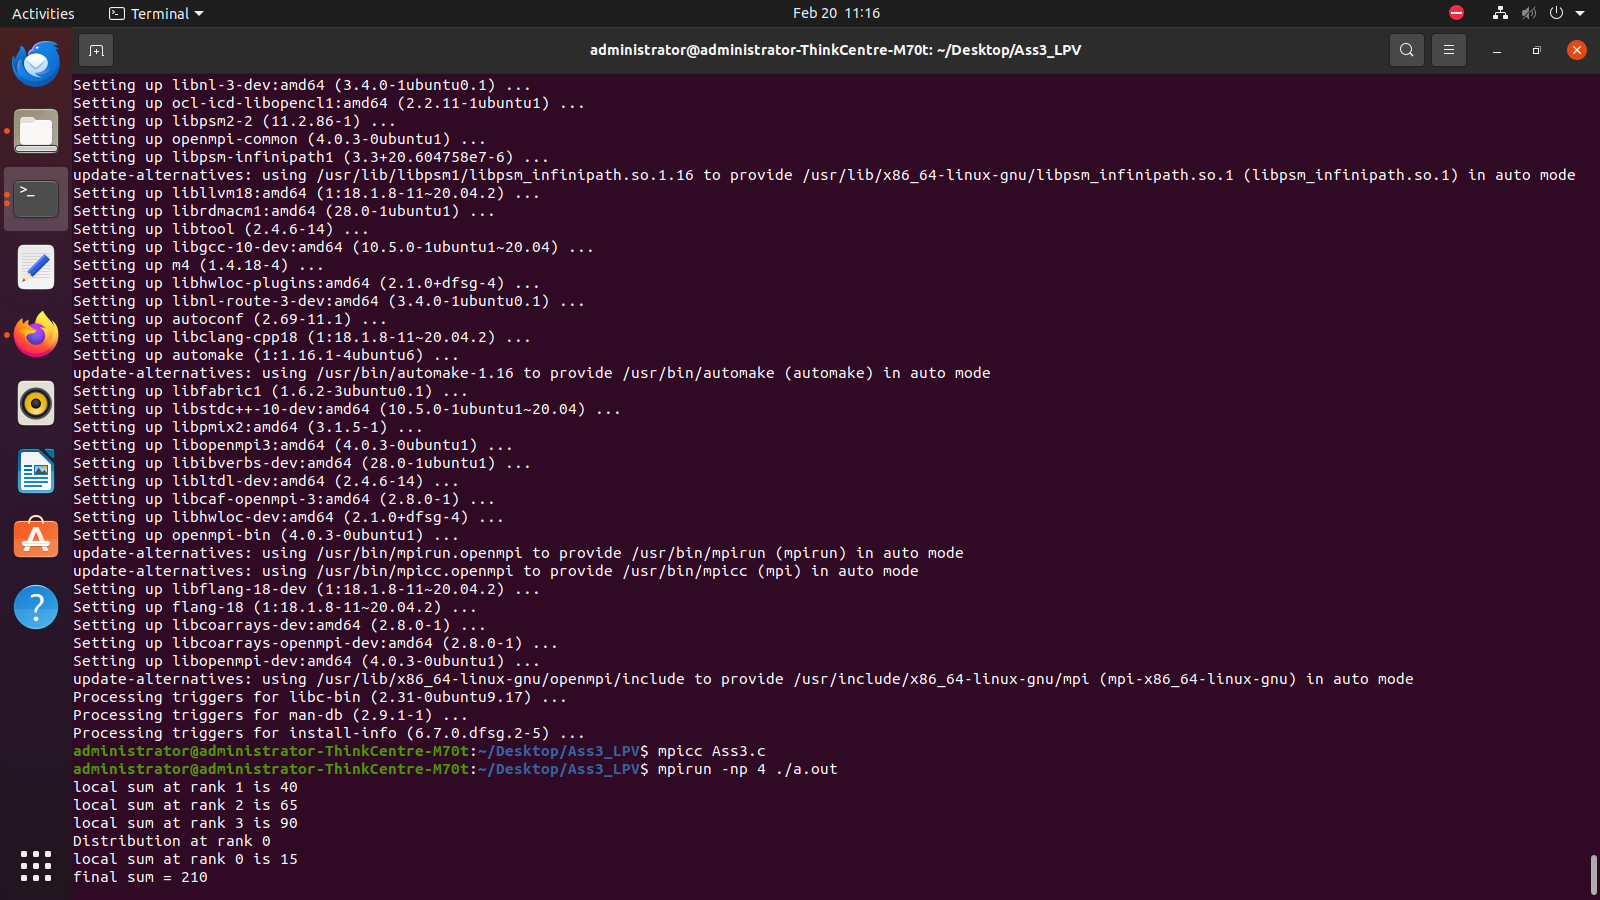 Activities
Terminal
Feb 20 11:16
administrator@administrator-ThinkCentre-M70t: ~/Desktop/Ass3_LPV
Setting up libnl-3-dev:amd64 (3.4.0-1ubuntu0.1) ...
Setting up ocl-icd-libopencl1:amd64 (2.2.11-1ubuntu1) ...
Setting up libpsm2-2 (11.2.86-1) ...
Setting up openmpi-common (4.0.3-0ubuntu1) ...
Setting up libpsm-infinipath1 (3.3+20.604758e7-6) ...
update-alternatives: using /usr/lib/libpsm1/libpsm_infinipath.so.1.16 to provide /usr/lib/x86_64-linux-gnu/libpsm_infinipath.so.1 (libpsm_infinipath.so.1) in auto mode
Setting up libllvm18:amd64 (1:18.1.8-11~20.04.2) ...
Setting up librdmacm1:amd64 (28.0-1ubuntu1) ...
Setting up libtool (2.4.6-14) ...
Setting up libgcc-10-dev:amd64 (10.5.0-1ubuntu1~20.04) ...
Setting up m4 (1.4.18-4) ...
Setting up libhwloc-plugins:amd64 (2.1.0+dfsg-4) ...
Setting up libnl-route-3-dev:amd64 (3.4.0-1ubuntu0.1) ...
Setting up autoconf (2.69-11.1) ...
Setting up libclang-cpp18 (1:18.1.8-11~20.04.2) ...
Setting up automake (1:1.16.1-4ubuntu6) ...
update-alternatives: using /usr/bin/automake-1.16 to provide /usr/bin/automake (automake) in auto mode
Setting up libfabric1 (1.6.2-3ubuntu0.1) ...
Setting up libstdc++-10-dev:amd64 (10.5.0-1ubuntu1~20.04) ...
Setting up libpmix2:amd64 (3.1.5-1) ...
Setting up libopenmpi3:amd64 (4.0.3-0ubuntu1) ...
Setting up libibverbs-dev:amd64 (28.0-1ubuntu1) ...
Setting up libltdl-dev:amd64 (2.4.6-14) ...
Setting up libcaf-openmpi-3:amd64 (2.8.0-1) ...
Setting up libhwloc-dev:amd64 (2.1.0+dfsg-4) ...
Setting up openmpi-bin (4.0.3-0ubuntu1) ...
update-alternatives: using /usr/bin/mpirun.openmpi to provide /usr/bin/mpirun (mpirun) in auto mode
update-alternatives: using /usr/bin/mpicc.openmpi to provide /usr/bin/mpicc (mpi) in auto mode
Setting up libflang-18-dev (1:18.1.8-11~20.04.2) ...
Setting up flang-18 (1:18.1.8-11~20.04.2) ...
Setting up libcoarrays-dev:amd64 (2.8.0-1) ...
Setting up libcoarrays-openmpi-dev:amd64 (2.8.0-1) ...
Setting up libopenmpi-dev:amd64 (4.0.3-0ubuntu1) ...
update-alternatives: using /usr/lib/x86_64-linux-gnu/openmpi/include to provide /usr/include/x86_64-linux-gnu/mpi (mpi-x86_64-linux-gnu) in auto mode
Processing triggers for libc-bin (2.31-0ubuntu9.17) ...
Processing triggers for man-db (2.9.1-1) ...
Processing triggers for install-info (6.7.0.dfsg.2-5) ...
administrator@administrator-ThinkCentre-M70t:~/Desktop/Ass3_LPV$ mpicc Ass3.c
administrator@administrator-ThinkCentre-M70t:~/Desktop/Ass3_LPV$ mpirun -np 4 ./a.out
local sum at rank 1 is 40
local sum at rank 2 is 65
local sum at rank 3 is 90
Distribution at rank 0
local sum at rank 0 is 15
final sum = 210